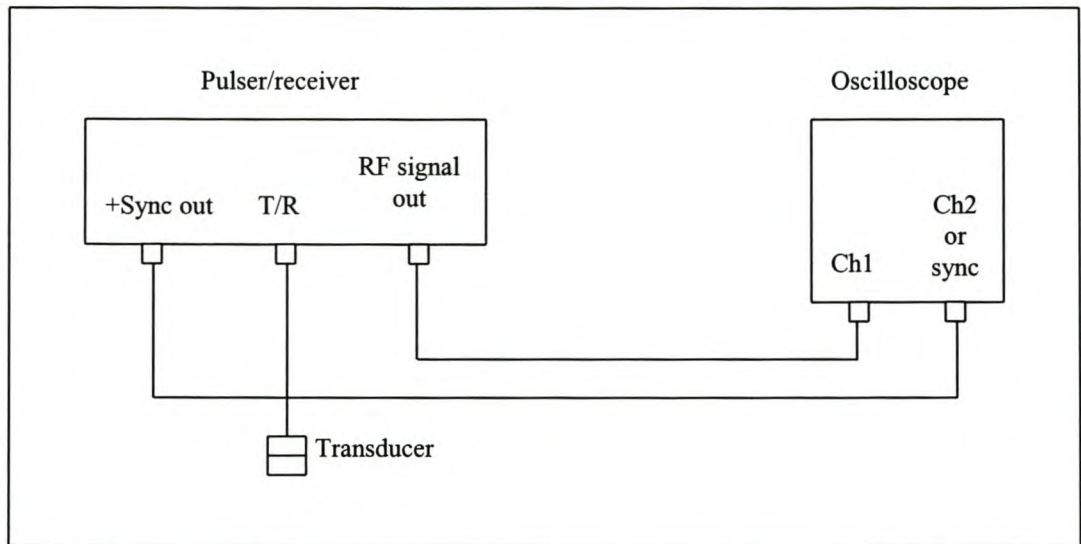 Pulser/receiver
Oscilloscope
+Sync out
T/R
RF signal
out
Ch1
Ch2
or
sync
Transducer